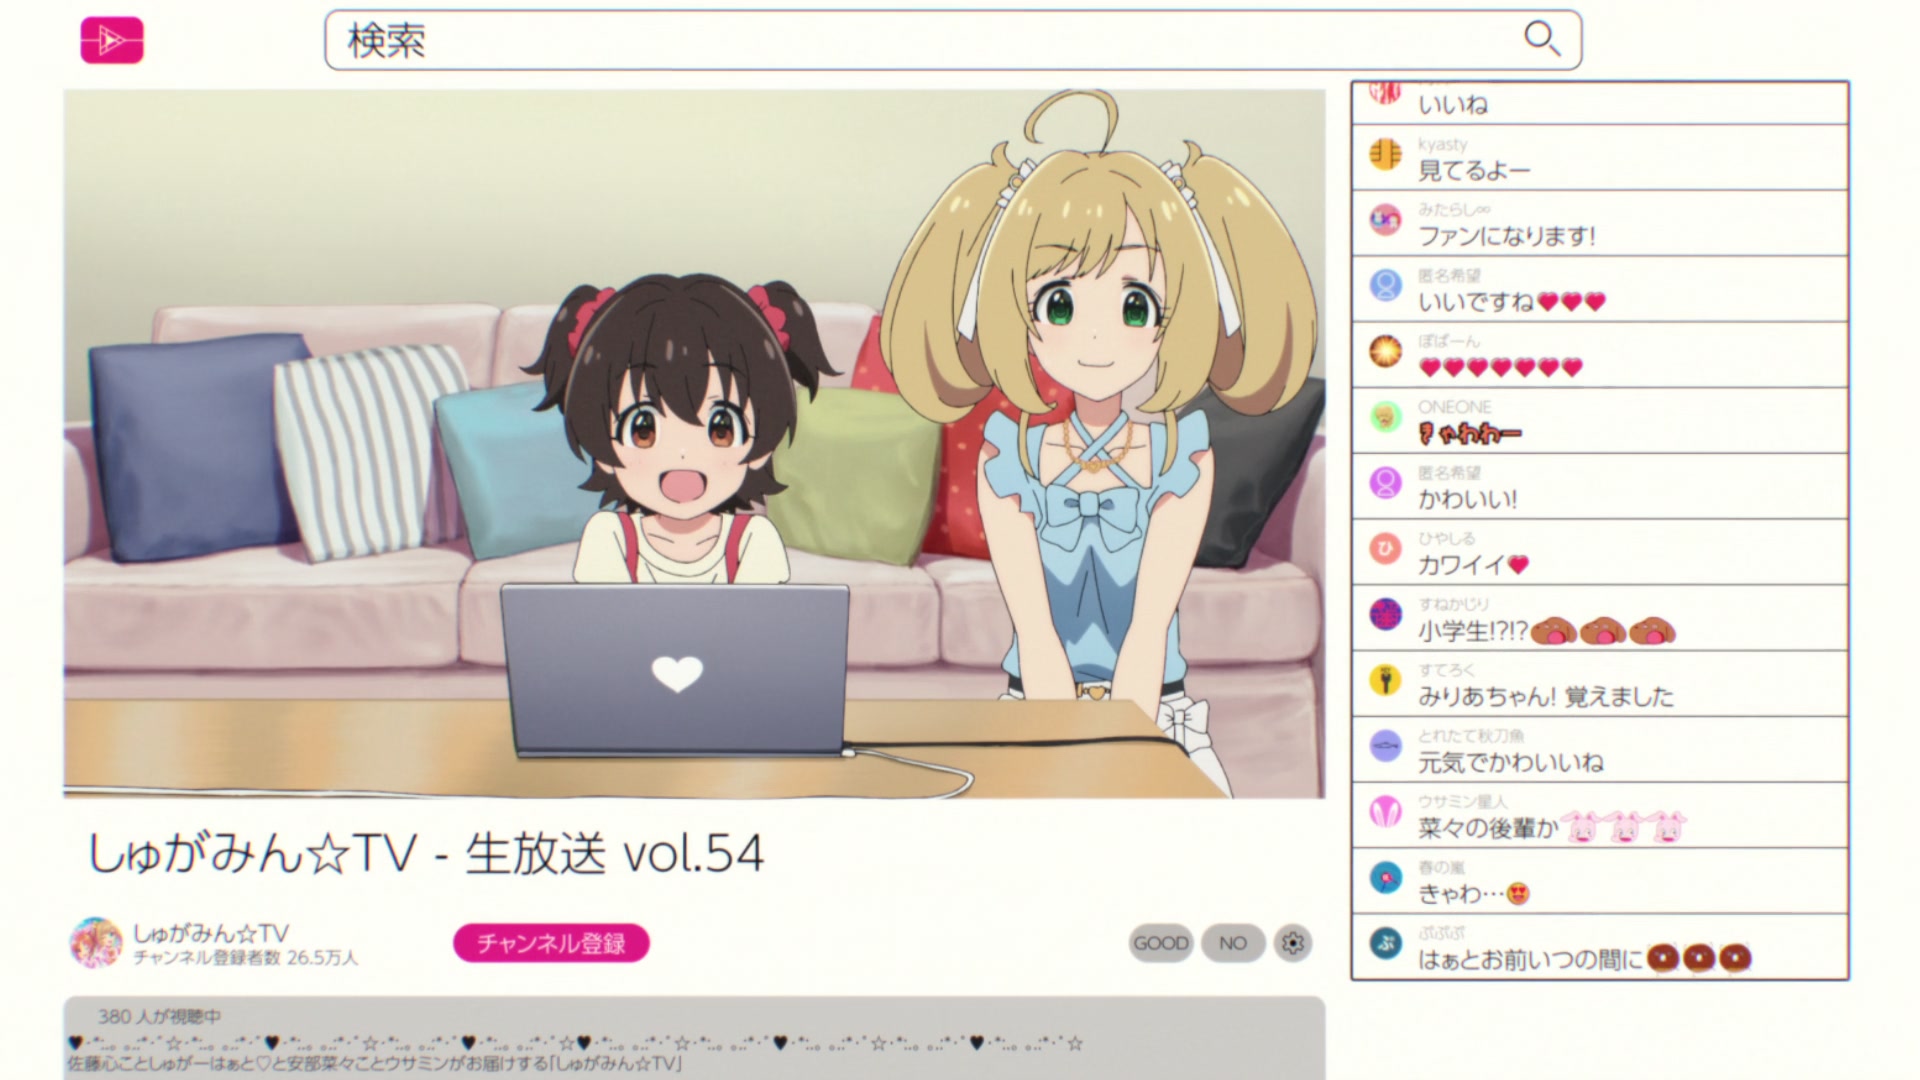 検索
いいね
kyasty
見てるよー
みたらし∞
ファンになります!
匿名希望
いいですね❤❤❤
ぽぱーん
❤❤❤❤❤❤❤
ONEONE
きゃわわー
匿名希望
かわいい!
ひ
ひやしる
カワイイ❤
すねかじり
小学生!?!?
すてろく
みりあちゃん! 覚えました
とれたて秋刀魚
元気でかわいいね
ウサミン星人
菜々の後輩か
春の嵐
きゃわ…😍
ぷ
ぷぷぷ
はぁとお前いつの間に🍩🍩🍩
しゅがみん☆TV - 生放送 vol.54
しゅがみん☆TV
チャンネル登録者数 26.5万人
チャンネル登録
GOOD
NO
380 人が視聴中
佐藤心ことしゅがーはぁと♡と安部菜々ことウサミンがお届けする「しゅがみん☆TV」